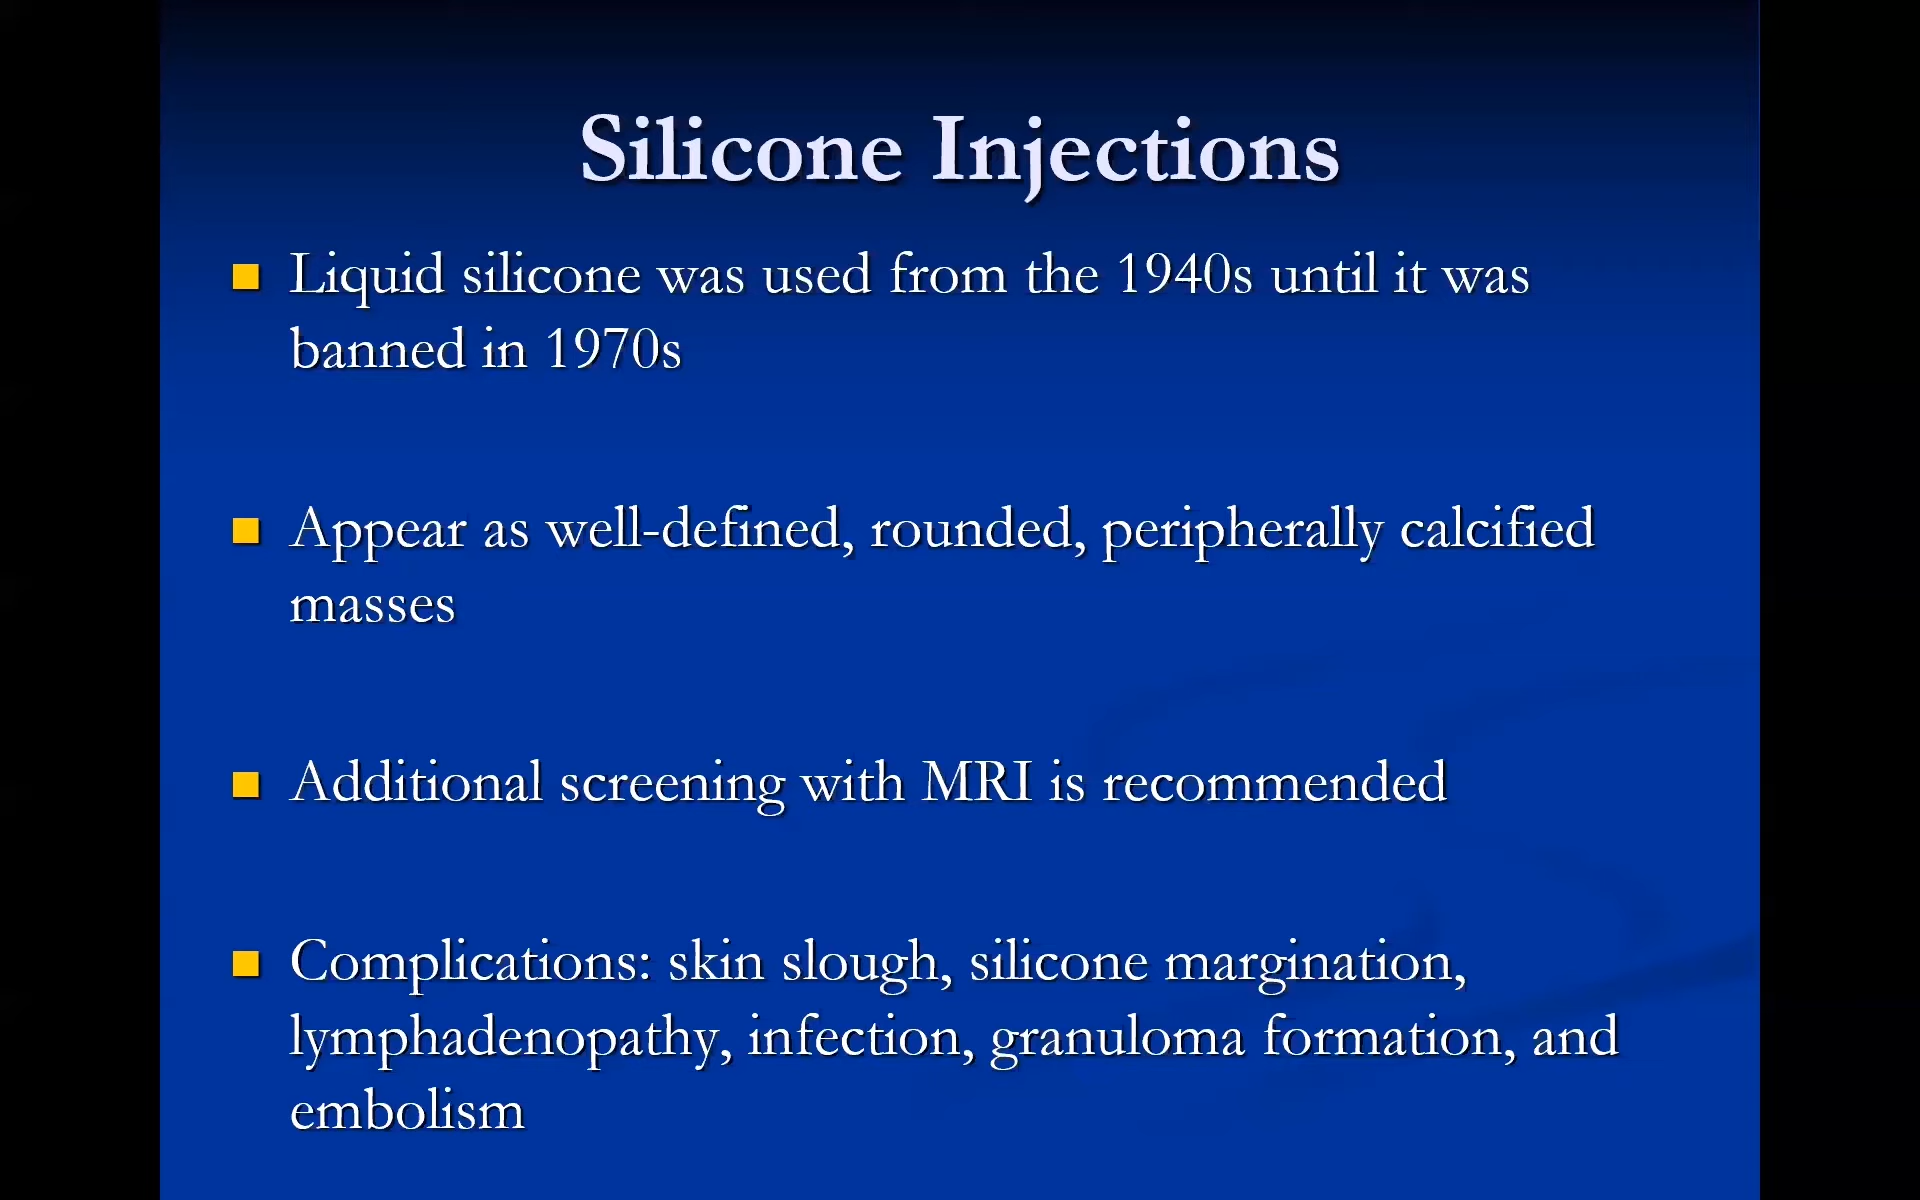 Silicone Injections
Liquid silicone was used from the 1940s until it was
banned in 1970s
Appear as well-defined, rounded, peripherally calcified
masses
Additional screening with MRI is recommended
Complications: skin slough, silicone margination,
lymphadenopathy, infection, granuloma formation, and
embolism